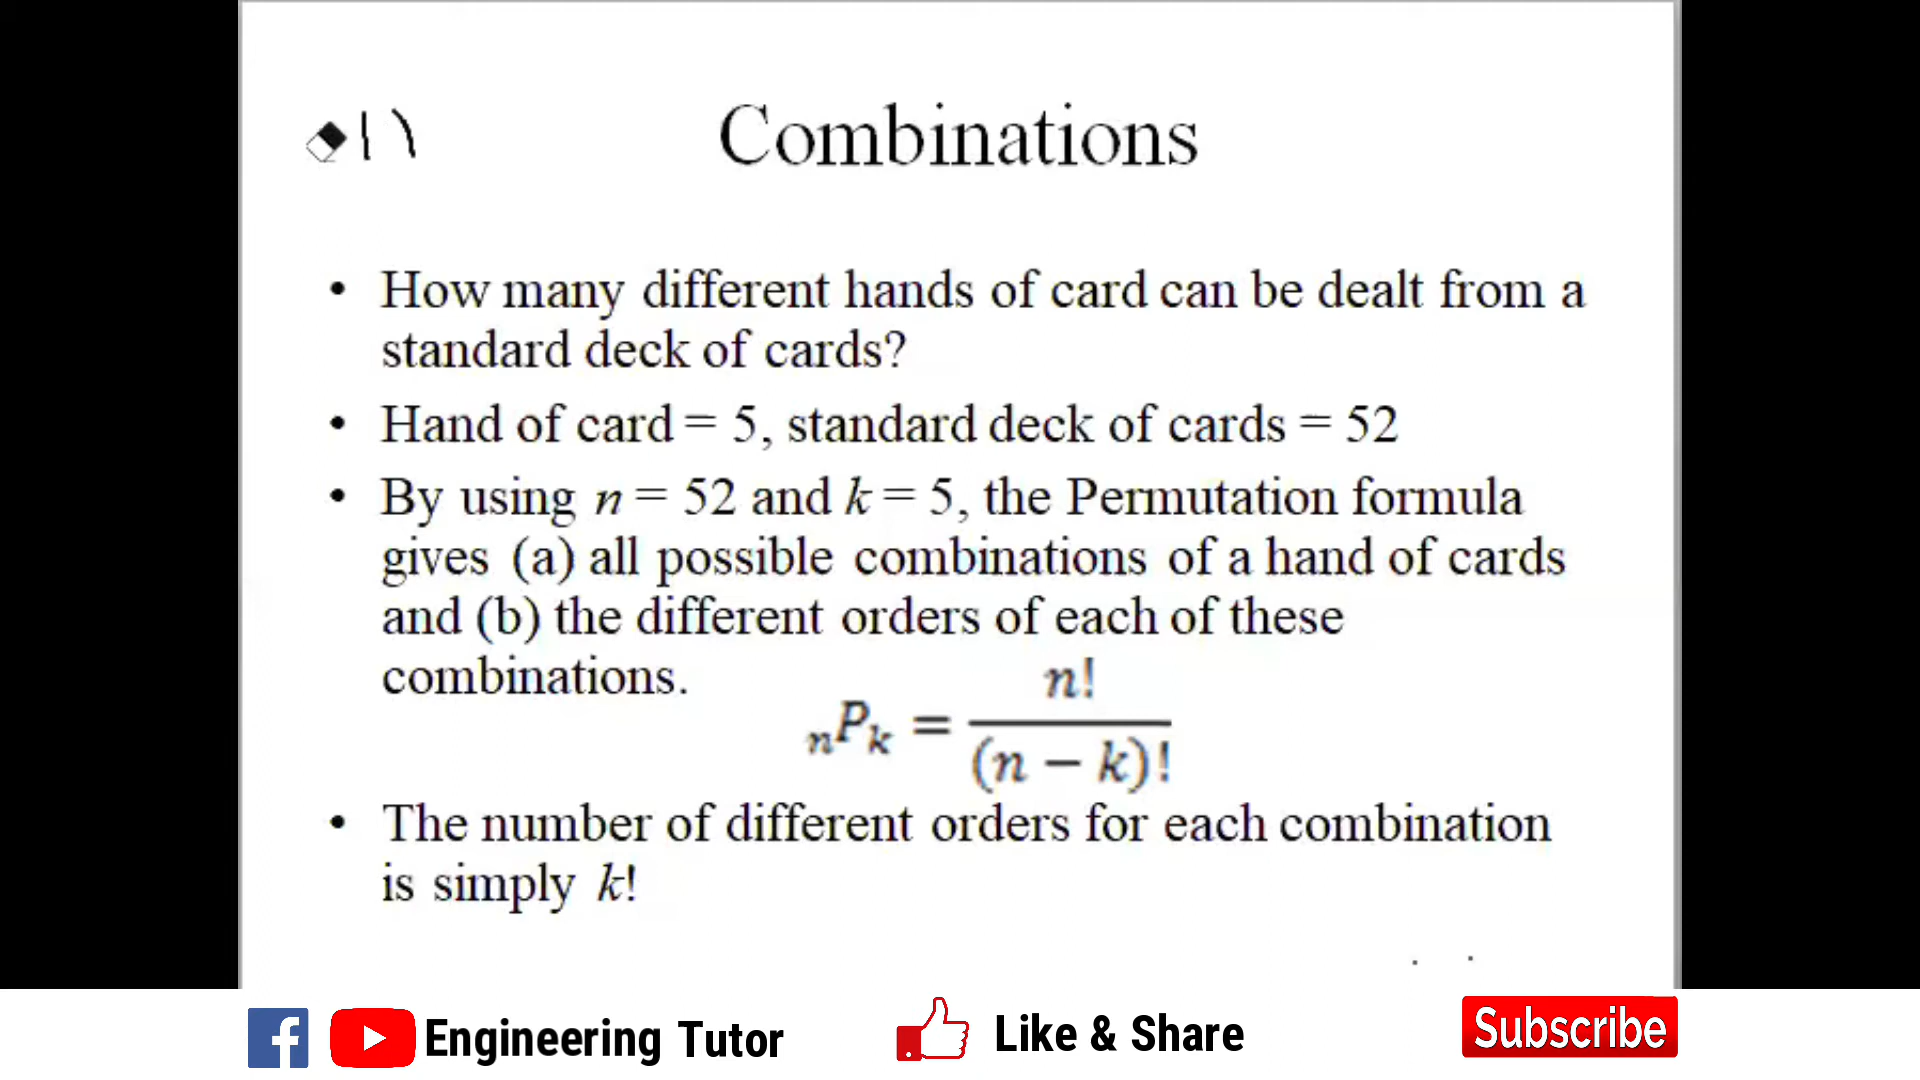 Combinations
• How many different hands of card can be dealt from a
standard deck of cards?
• Hand of card = 5, standard deck of cards = 52
• By using n = 52 and k = 5, the Permutation formula
gives (a) all possible combinations of a hand of cards
and (b) the different orders of each of these
combinations.
nPk = n! / (n − k)!
• The number of different orders for each combination
is simply k!
Engineering Tutor
Like & Share
Subscribe